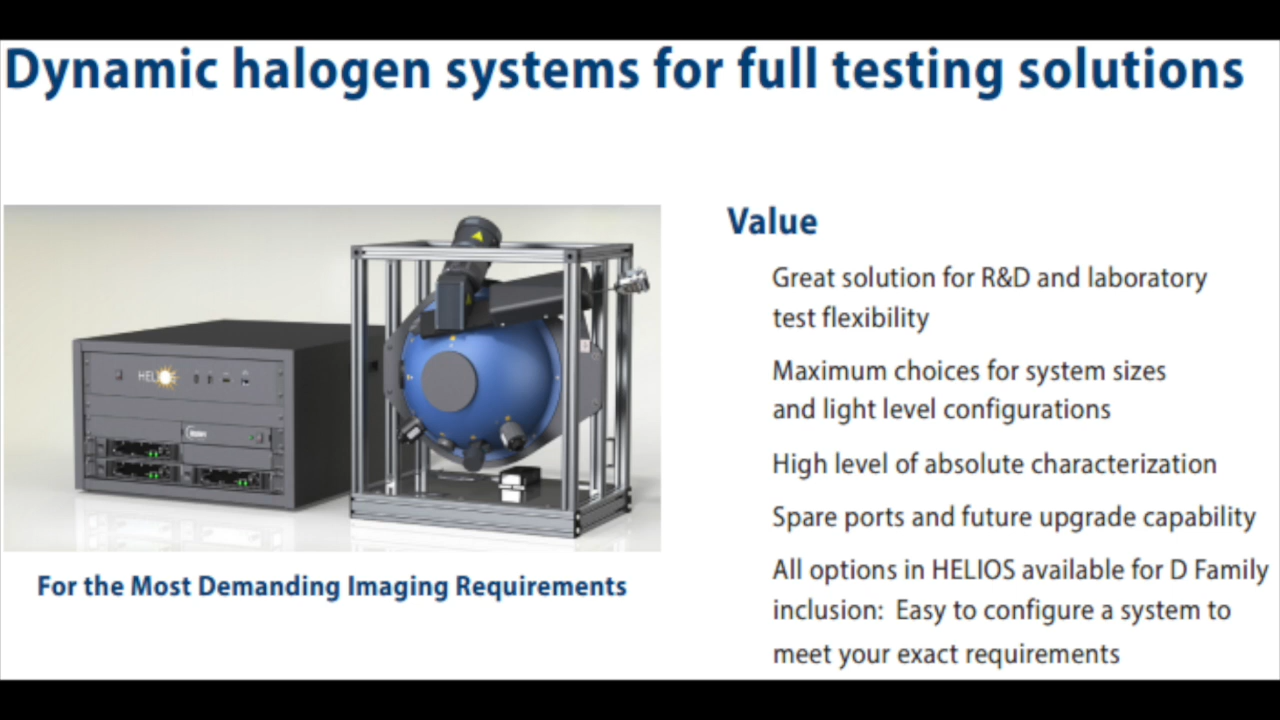 Dynamic halogen systems for full testing solutions
HELIOS
For the Most Demanding Imaging Requirements
Value
Great solution for R&D and laboratory
test flexibility
Maximum choices for system sizes
and light level configurations
High level of absolute characterization
Spare ports and future upgrade capability
All options in HELIOS available for D Family
inclusion: Easy to configure a system to
meet your exact requirements